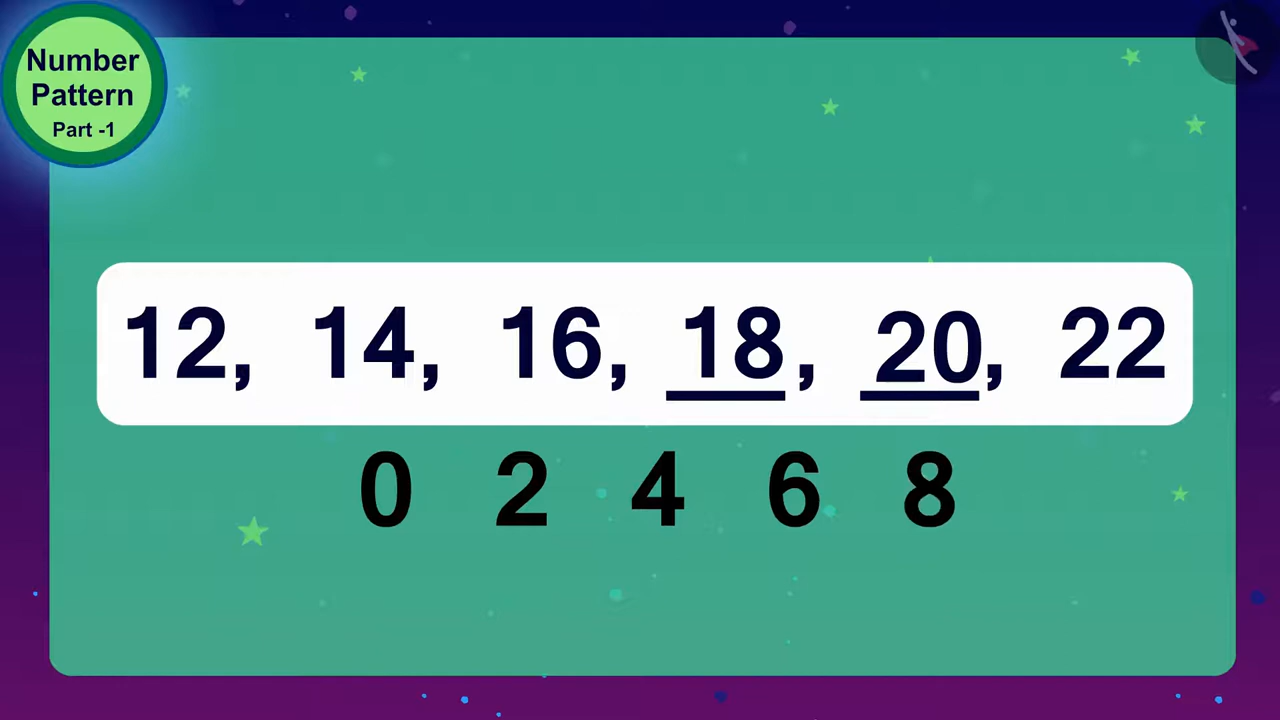 Number
Pattern
Part -1
12, 14, 16, 18, 20, 22
0 2 4 6 8